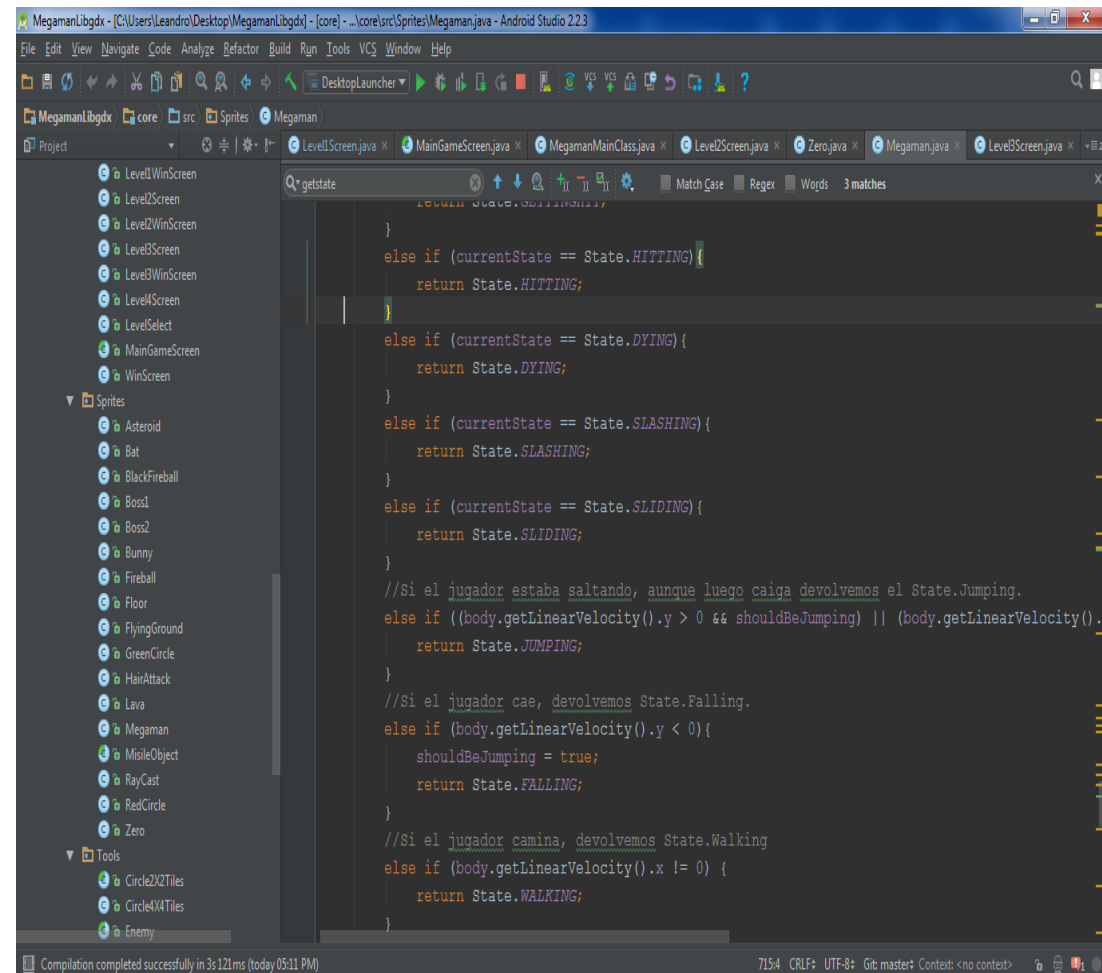 MegamanLibgdx - [C:\Users\Leandro\Desktop\MegamanLibgdx] - [core] - ...\core\src\Sprites\Megaman.java - Android Studio 2.2.3
File Edit View Navigate Code Analyze Refactor Build Run Tools VCS Window Help
DesktopLauncher
MegamanLibgdx core src Sprites Megaman
Project
Level1Screen.java MainGameScreen.java MegamanMainClass.java Level2Screen.java Zero.java Megaman.java Level3Screen.java
getstate Match Case Regex Words 3 matches
Level1WinScreen
Level2Screen
Level2WinScreen
Level3Screen
Level3WinScreen
Level4Screen
LevelSelect
MainGameScreen
WinScreen
Sprites
Asteroid
Bat
BlackFireball
Boss1
Boss2
Bunny
Fireball
Floor
FlyingGround
GreenCircle
HairAttack
Lava
Megaman
MisileObject
RayCast
RedCircle
Zero
Tools
Circle2X2Tiles
Circle4X4Tiles
Enemy
return State.GETTINGHIT;
}
else if (currentState == State.HITTING){
return State.HITTING;
}
else if (currentState == State.DYING){
return State.DYING;
}
else if (currentState == State.SLASHING){
return State.SLASHING;
}
else if (currentState == State.SLIDING){
return State.SLIDING;
}
//Si el jugador estaba saltando, aunque luego caiga devolvemos el State.Jumping.
else if ((body.getLinearVelocity().y > 0 && shouldBeJumping) || (body.getLinearVelocity().
return State.JUMPING;
}
//Si el jugador cae, devolvemos State.Falling.
else if (body.getLinearVelocity().y < 0){
shouldBeJumping = true;
return State.FALLING;
}
//Si el jugador camina, devolvemos State.Walking
else if (body.getLinearVelocity().x != 0) {
return State.WALKING;
}
Compilation completed successfully in 3s 121ms (today 05:11 PM) 715:4 CRLF UTF-8 Git: master Context: <no context>